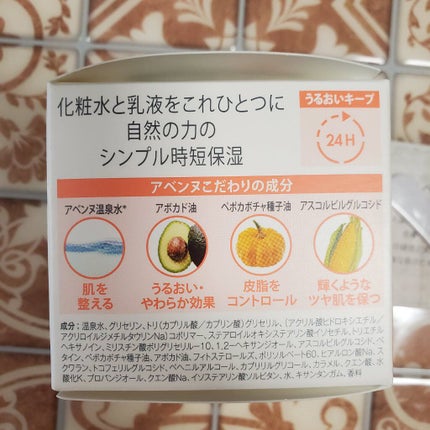 化粧水と乳液をこれひとつに
自然の力の
シンプル時短保湿
うるおいキープ
24H
アベンヌこだわりの成分
アベンヌ温泉水*
肌を
整える
アボカド油
うるおい・
やわらか効果
ペポカボチャ種子油
皮脂を
コントロール
アスコルビルグルコシド
輝くような
ツヤ肌を保つ
成分：温泉水、グリセリン、トリ(カプリル酸／カプリン酸)グリセリル、(アクリル酸ヒドロキシエチル／
アクリロイルジメチルタウリンNa)コポリマー、ステアロイルオキシステアリン酸イソセチル、トリエチル
ヘキサノイン、ミリスチン酸ポリグリセリル-10、1,2-ヘキサンジオール、アスコルビルグルコシド、ベ
タイン、ペポカボチャ種子油、アボカド油、フィトステロールズ、ポリソルベート60、ヒアルロン酸Na、ス
クワラン、トコフェリルグルコシド、ベヘニルアルコール、カプリリルグリコール、カラメル、クエン酸、水
酸化K、プロパンジオール、クエン酸Na、イソステアリン酸ソルビタン、水、キサンタンガム、香料